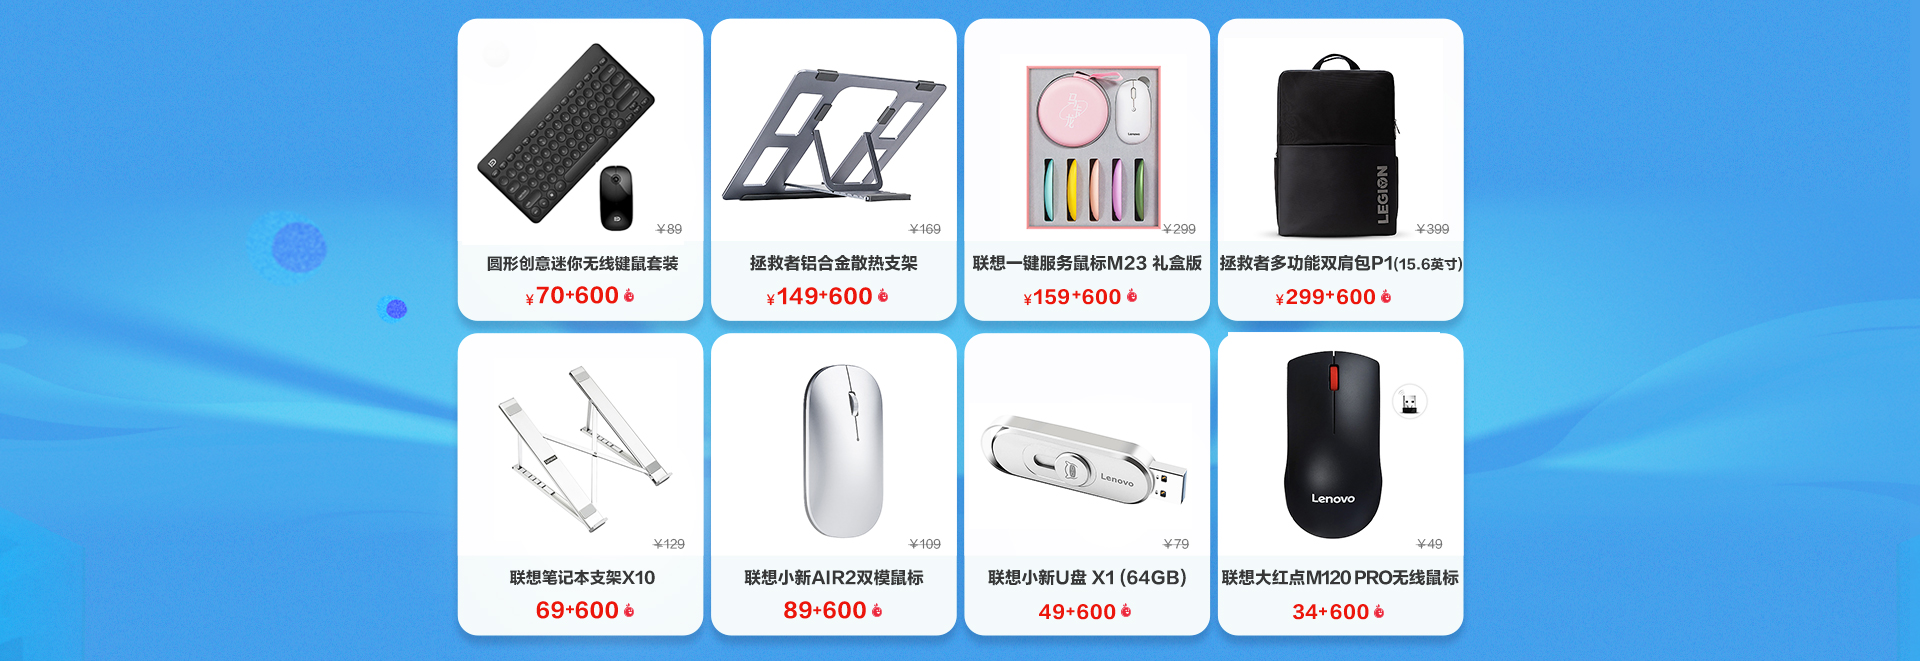 ¥89
圆形创意迷你无线键鼠套装
¥70+600
¥169
拯救者铝合金散热支架
¥149+600
Lenovo
¥299
联想一键服务鼠标M23 礼盒版
¥159+600
LEGION
¥399
拯救者多功能双肩包P1(15.6英寸)
¥299+600
¥129
联想笔记本支架X10
69+600
¥109
联想小新AIR2双模鼠标
89+600
Lenovo
¥79
联想小新U盘 X1 (64GB)
49+600
Lenovo
¥49
联想大红点M120 PRO无线鼠标
34+600